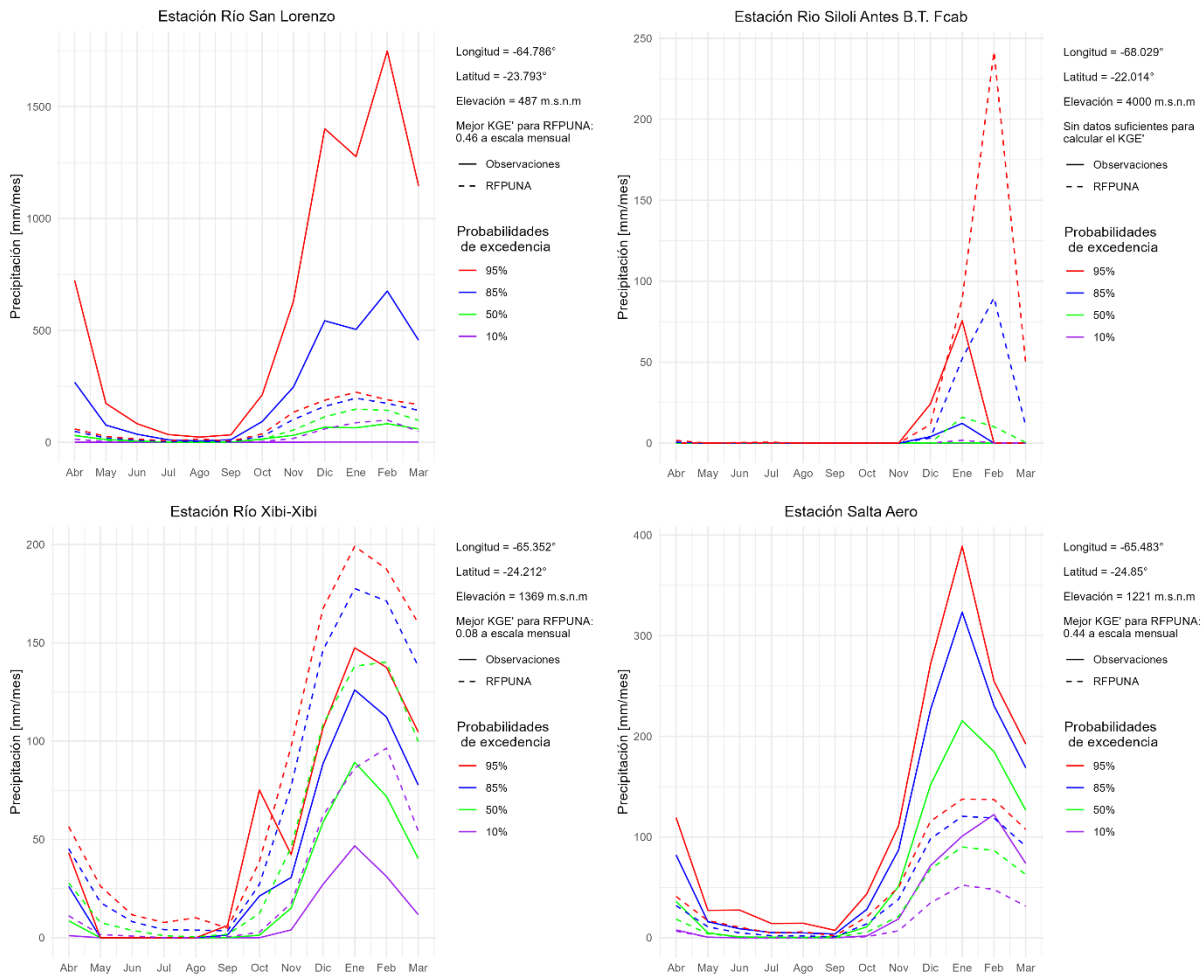 Estación Río San Lorenzo
Precipitación [mm/mes]
1500
1000
500
0
Abr May Jun Jul Ago Sep Oct Nov Dic Ene Feb Mar
Longitud = -64.786°
Latitud = -23.793°
Elevación = 487 m.s.n.m
Mejor KGE' para RFPUNA:
0.46 a escala mensual
Observaciones
RFPUNA
Probabilidades
de excedencia
95%
85%
50%
10%
Estación Rio Siloli Antes B.T. Fcab
Precipitación [mm/mes]
250
200
150
100
50
0
Abr May Jun Jul Ago Sep Oct Nov Dic Ene Feb Mar
Longitud = -68.029°
Latitud = -22.014°
Elevación = 4000 m.s.n.m
Sin datos suficientes para
calcular el KGE'
Observaciones
RFPUNA
Probabilidades
de excedencia
95%
85%
50%
10%
Estación Río Xibi-Xibi
Precipitación [mm/mes]
200
150
100
50
0
Abr May Jun Jul Ago Sep Oct Nov Dic Ene Feb Mar
Longitud = -65.352°
Latitud = -24.212°
Elevación = 1369 m.s.n.m
Mejor KGE' para RFPUNA:
0.08 a escala mensual
Observaciones
RFPUNA
Probabilidades
de excedencia
95%
85%
50%
10%
Estación Salta Aero
Precipitación [mm/mes]
400
300
200
100
0
Abr May Jun Jul Ago Sep Oct Nov Dic Ene Feb Mar
Longitud = -65.483°
Latitud = -24.85°
Elevación = 1221 m.s.n.m
Mejor KGE' para RFPUNA:
0.44 a escala mensual
Observaciones
RFPUNA
Probabilidades
de excedencia
95%
85%
50%
10%